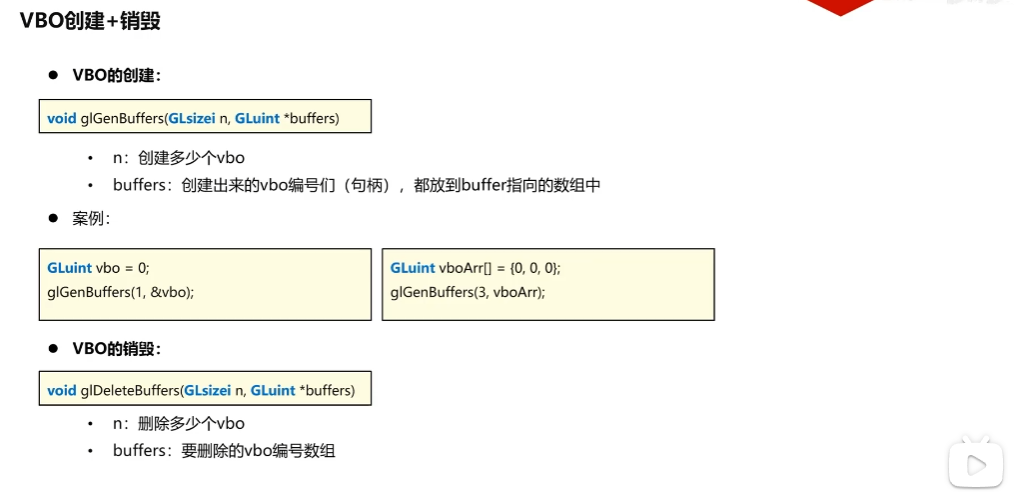 VBO创建+销毁
● VBO的创建：
void glGenBuffers(GLsizei n, GLuint *buffers)
• n：创建多少个vbo
• buffers：创建出来的vbo编号们（句柄），都放到buffer指向的数组中
● 案例：
GLuint vbo = 0;
glGenBuffers(1, &vbo);
GLuint vboArr[] = {0, 0, 0};
glGenBuffers(3, vboArr);
● VBO的销毁：
void glDeleteBuffers(GLsizei n, GLuint *buffers)
• n：删除多少个vbo
• buffers：要删除的vbo编号数组